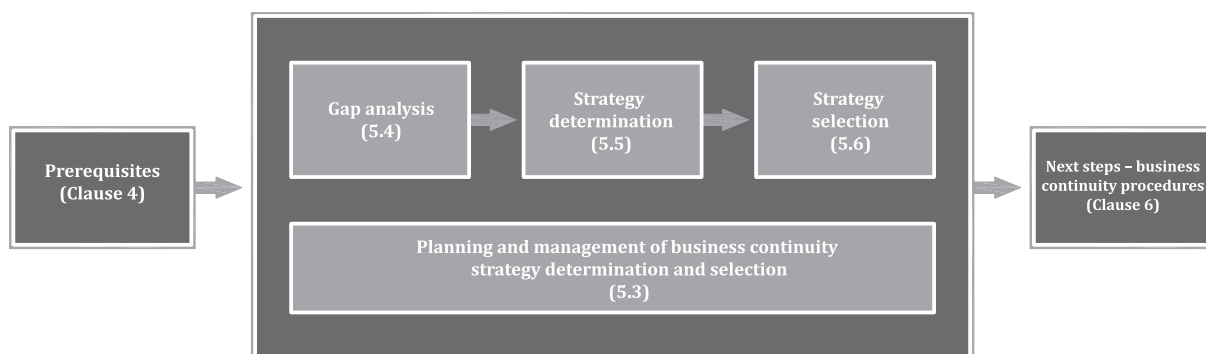 Prerequisites
(Clause 4)
Gap analysis
(5.4)
Strategy
determination
(5.5)
Strategy
selection
(5.6)
Planning and management of business continuity
strategy determination and selection
(5.3)
Next steps – business
continuity procedures
(Clause 6)